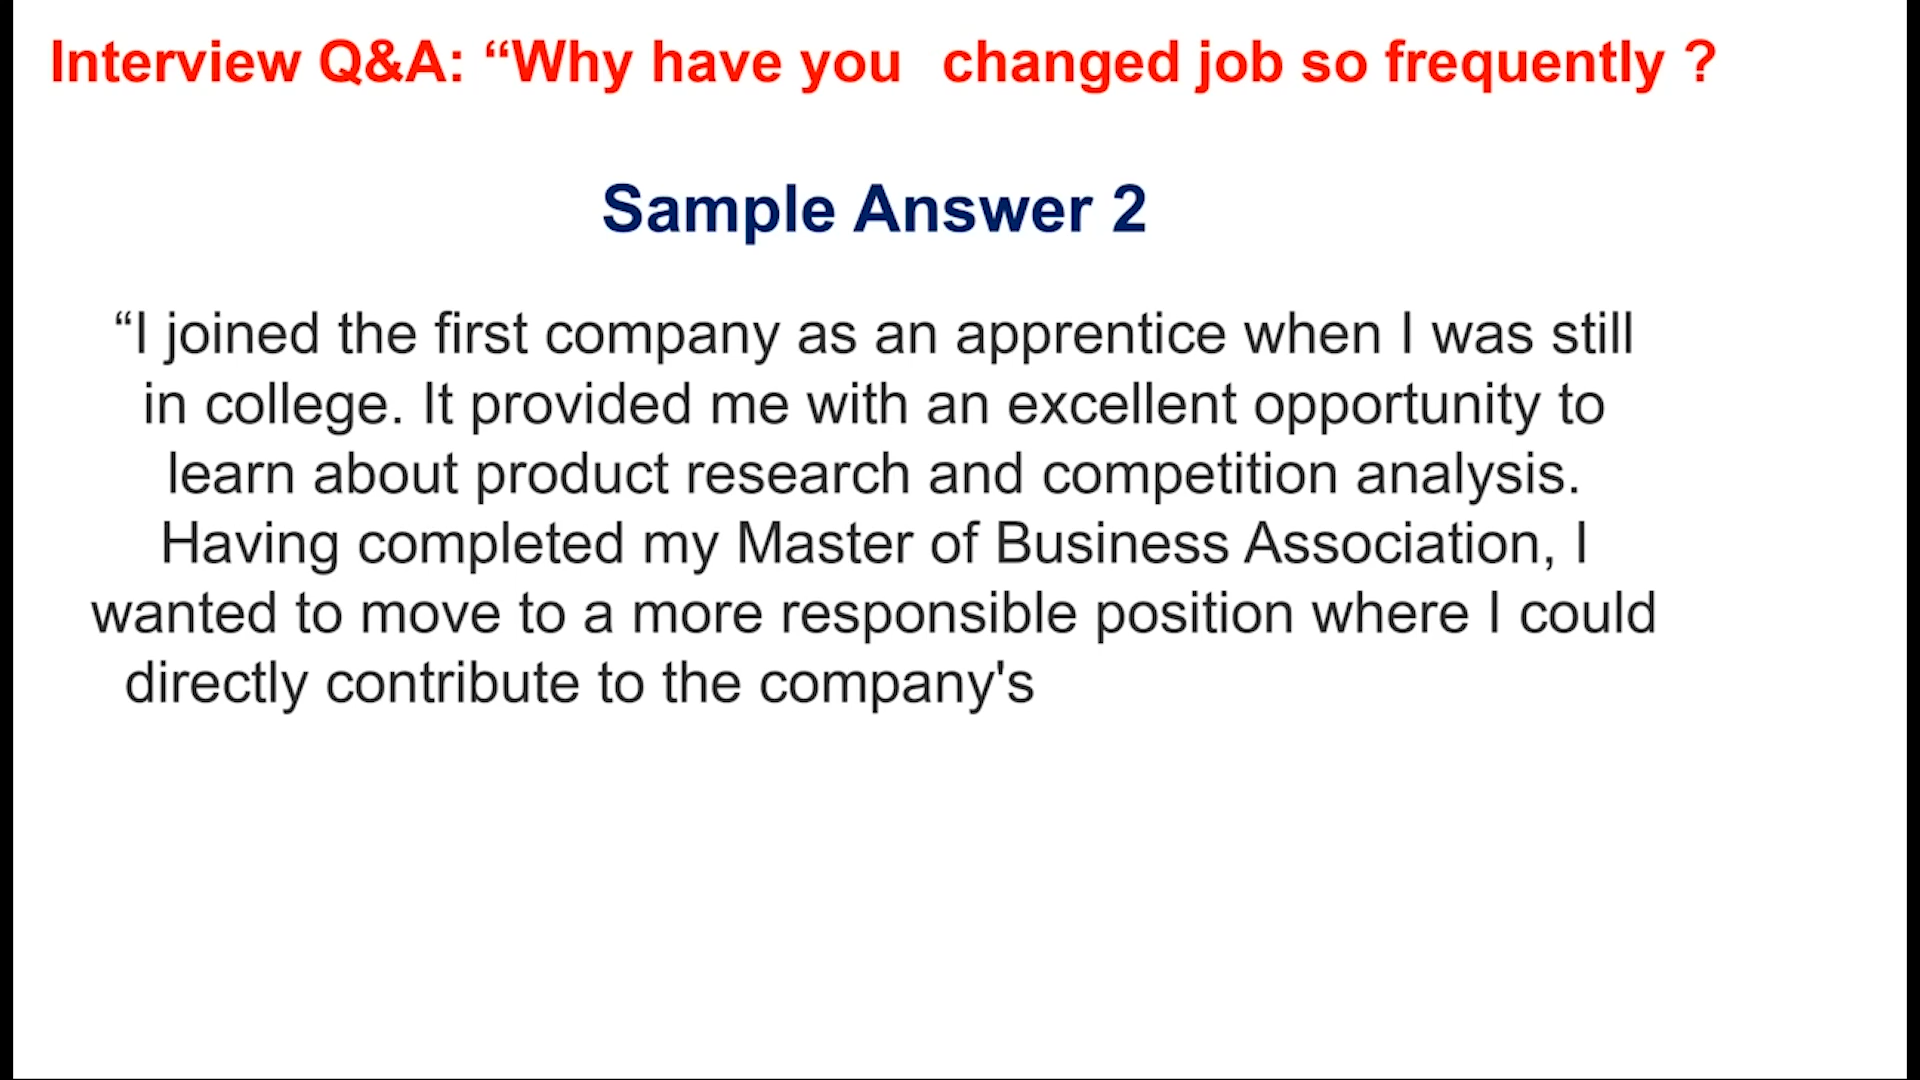 Interview Q&A: “Why have you changed job so frequently ?
Sample Answer 2
“I joined the first company as an apprentice when I was still
in college. It provided me with an excellent opportunity to
learn about product research and competition analysis.
Having completed my Master of Business Association, I
wanted to move to a more responsible position where I could
directly contribute to the company's